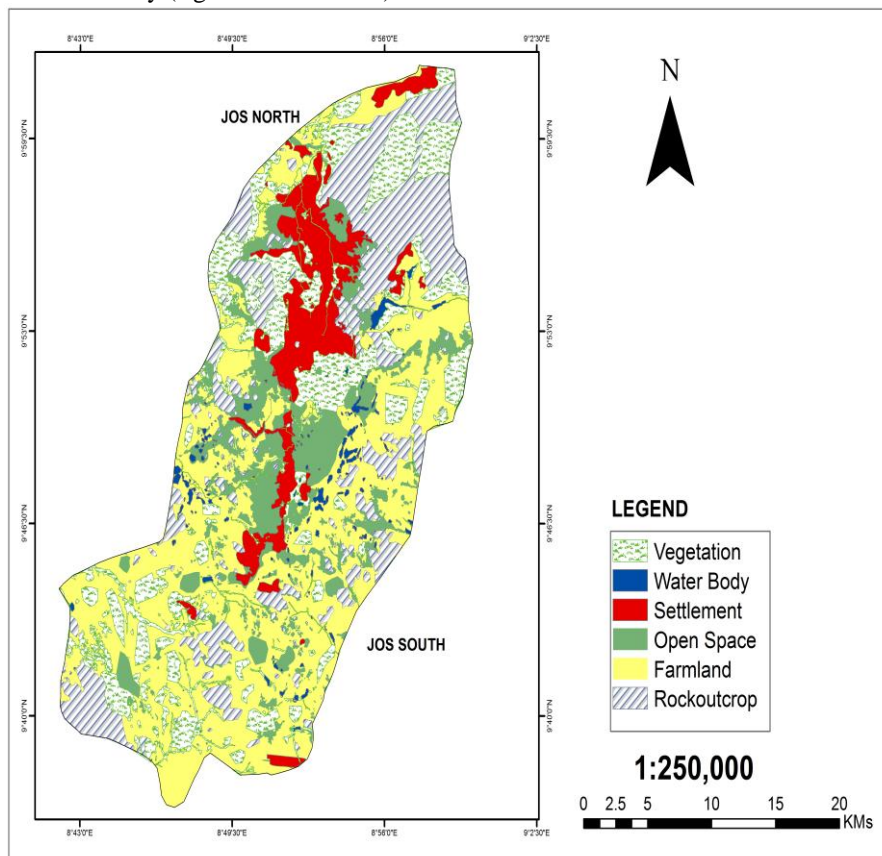 8°43'0"E 8°49'30"E 8°56'0"E 9°2'30"E
JOS NORTH
N
9°59'30"N 9°59'30"N
9°53'0"N 9°53'0"N
9°46'30"N 9°46'30"N
LEGEND
Vegetation
Water Body
Settlement
Open Space
Farmland
Rockoutcrop
JOS SOUTH
9°40'0"N 9°40'0"N
1:250,000
0 2.5 5 10 15 20
KMs
8°43'0"E 8°49'30"E 8°56'0"E 9°2'30"E